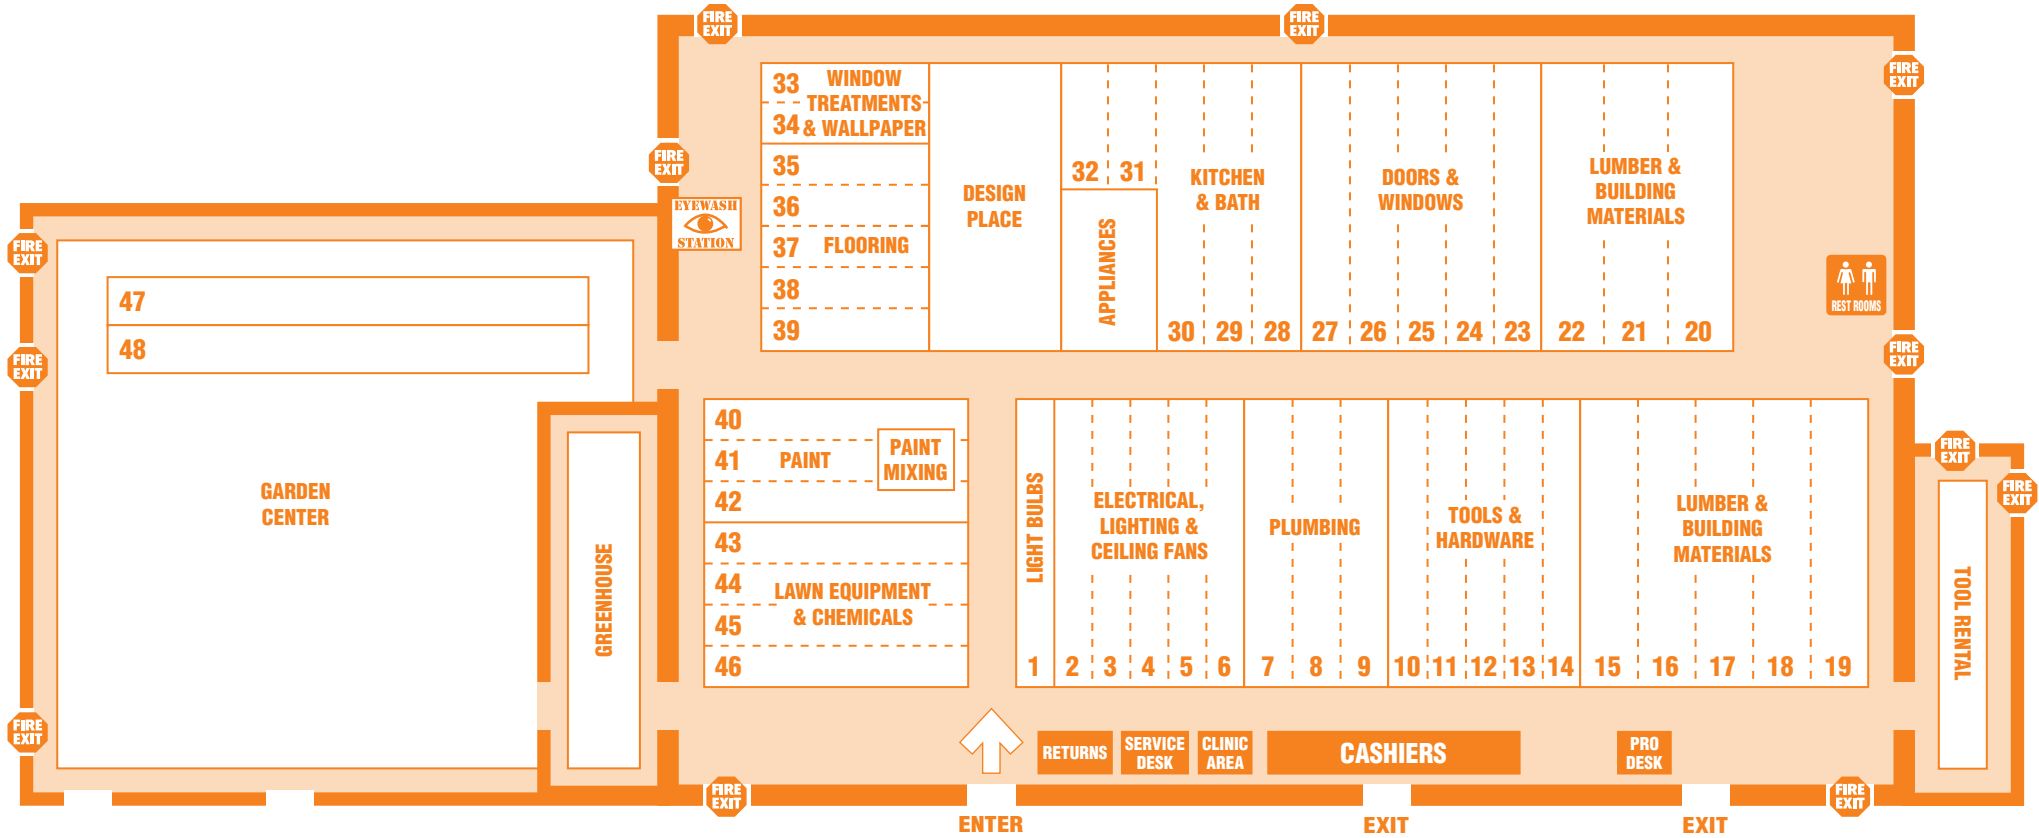 FIRE
EXIT
FIRE
EXIT
FIRE
EXIT
FIRE
EXIT
EYEWASH
STATION
33
34
WINDOW
TREATMENTS
& WALLPAPER
35
36
37
38
39
FLOORING
DESIGN
PLACE
32
31
APPLIANCES
KITCHEN
& BATH
30
29
28
DOORS &
WINDOWS
27
26
25
24
23
LUMBER &
BUILDING
MATERIALS
22
21
20
REST ROOMS
FIRE
EXIT
FIRE
EXIT
FIRE
EXIT
FIRE
EXIT
47
48
GARDEN
CENTER
GREENHOUSE
40
41
42
PAINT
PAINT
MIXING
43
44
45
46
LAWN EQUIPMENT
& CHEMICALS
LIGHT BULBS
1
ELECTRICAL,
LIGHTING &
CEILING FANS
2
3
4
5
6
PLUMBING
7
8
9
TOOLS &
HARDWARE
10
11
12
13
14
LUMBER &
BUILDING
MATERIALS
15
16
17
18
19
FIRE
EXIT
FIRE
EXIT
TOOL RENTAL
RETURNS
SERVICE
DESK
CLINIC
AREA
CASHIERS
PRO
DESK
FIRE
EXIT
FIRE
EXIT
ENTER
EXIT
EXIT